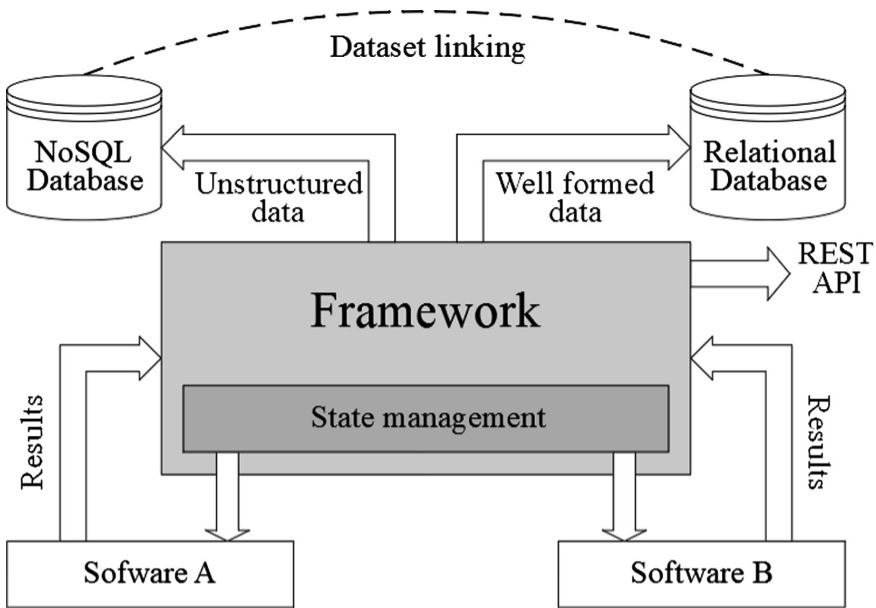 Dataset linking
NoSQL
Database
Relational
Database
Unstructured
data
Well formed
data
REST
API
Framework
State management
Results
Results
Sofware A
Software B